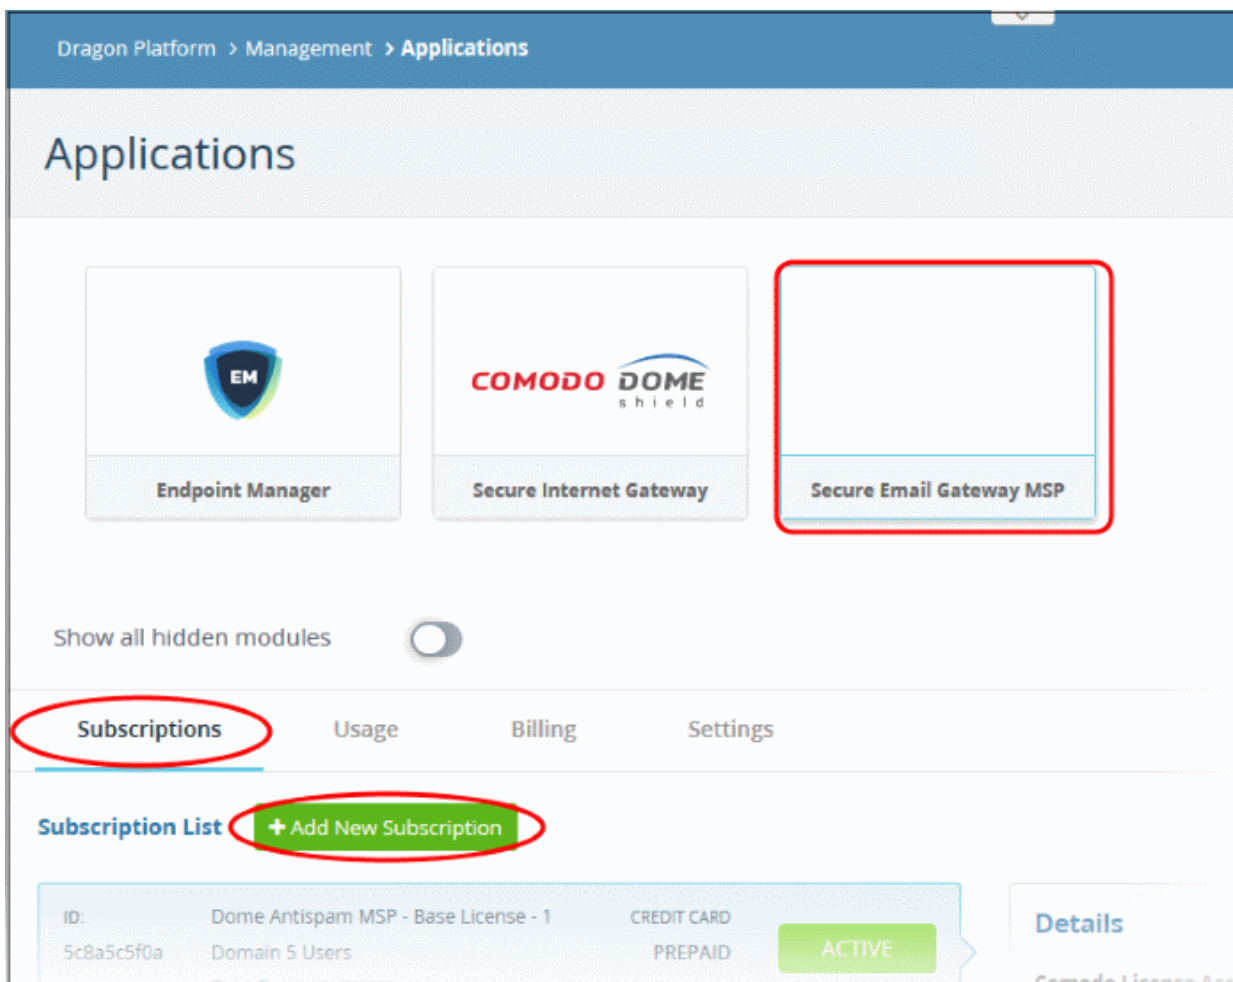 Dragon Platform > Management > Applications
Applications
EM
COMODO DOME
shield
Endpoint Manager
Secure Internet Gateway
Secure Email Gateway MSP
Show all hidden modules
Subscriptions Usage Billing Settings
Subscription List + Add New Subscription
ID: Dome Antispam MSP - Base License - 1 CREDIT CARD
5c8a5c5f0a Domain 5 Users PREPAID ACTIVE
Details
Comodo License